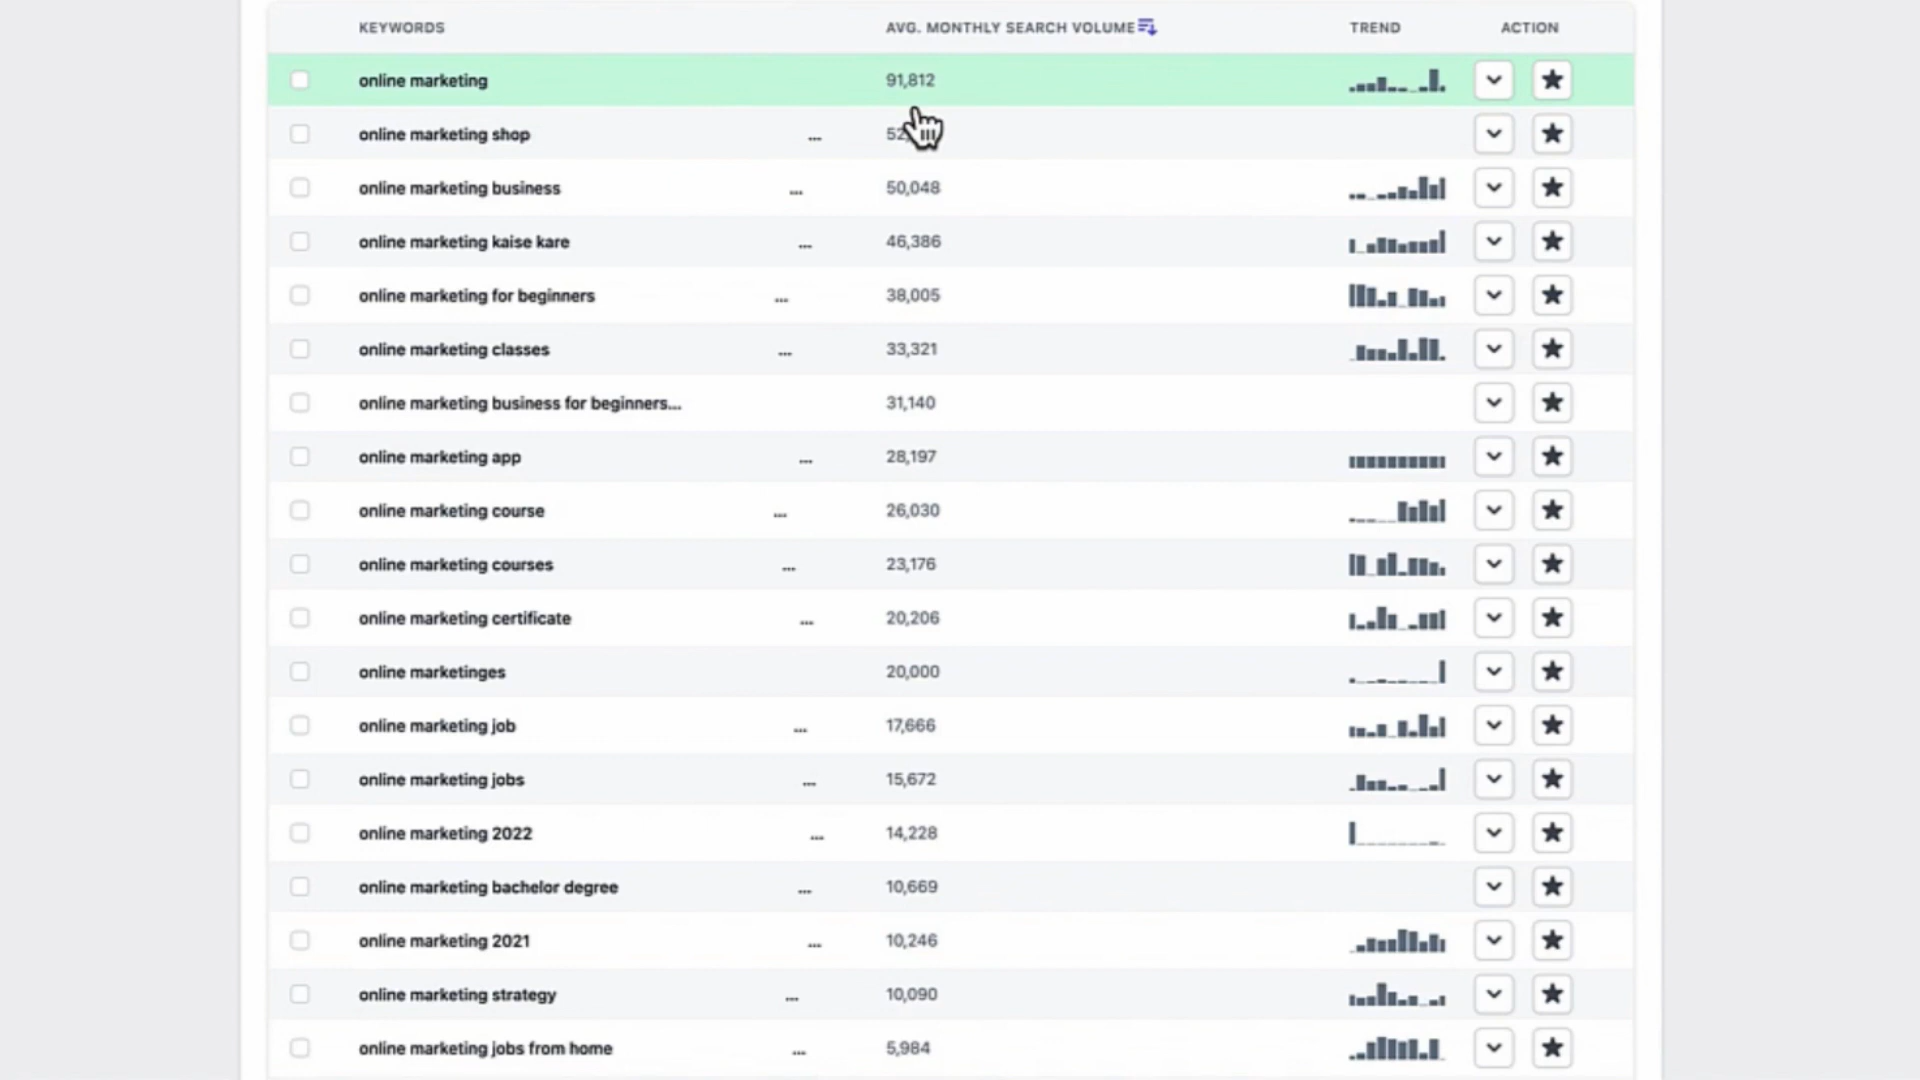 KEYWORDS AVG. MONTHLY SEARCH VOLUME TREND ACTION
online marketing 91,812
online marketing shop ...
online marketing business ... 50,048
online marketing kaise kare ... 46,386
online marketing for beginners ... 38,005
online marketing classes ... 33,321
online marketing business for beginners... 31,140
online marketing app ... 28,197
online marketing course ... 26,030
online marketing courses ... 23,176
online marketing certificate ... 20,206
online marketinges 20,000
online marketing job ... 17,666
online marketing jobs ... 15,672
online marketing 2022 ... 14,228
online marketing bachelor degree ... 10,669
online marketing 2021 ... 10,246
online marketing strategy ... 10,090
online marketing jobs from home ... 5,984